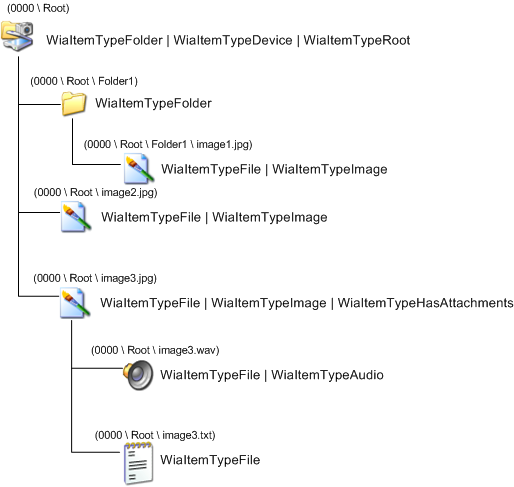 (0000 \ Root)
WiaItemTypeFolder | WiaItemTypeDevice | WiaItemTypeRoot
(0000 \ Root \ Folder1)
WiaItemTypeFolder
(0000 \ Root \ Folder1 \ image1.jpg)
WiaItemTypeFile | WiaItemTypeImage
(0000 \ Root \ image2.jpg)
WiaItemTypeFile | WiaItemTypeImage
(0000 \ Root \ image3.jpg)
WiaItemTypeFile | WiaItemTypeImage | WiaItemTypeHasAttachments
(0000 \ Root \ image3.wav)
WiaItemTypeFile | WiaItemTypeAudio
(0000 \ Root \ image3.txt)
WiaItemTypeFile